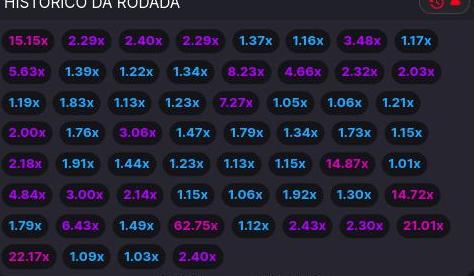 HISTÓRICO DA RODADA
15.15x 2.29x 2.40x 2.29x 1.37x 1.16x 3.48x 1.17x
5.63x 1.39x 1.22x 1.34x 8.23x 4.66x 2.32x 2.03x
1.19x 1.83x 1.13x 1.23x 7.27x 1.05x 1.06x 1.21x
2.00x 1.76x 3.06x 1.47x 1.79x 1.34x 1.73x 1.15x
2.18x 1.91x 1.44x 1.23x 1.13x 1.15x 14.87x 1.01x
4.84x 3.00x 2.14x 1.15x 1.06x 1.92x 1.30x 14.72x
1.79x 6.43x 1.49x 62.75x 1.12x 2.43x 2.30x 21.01x
22.17x 1.09x 1.03x 2.40x